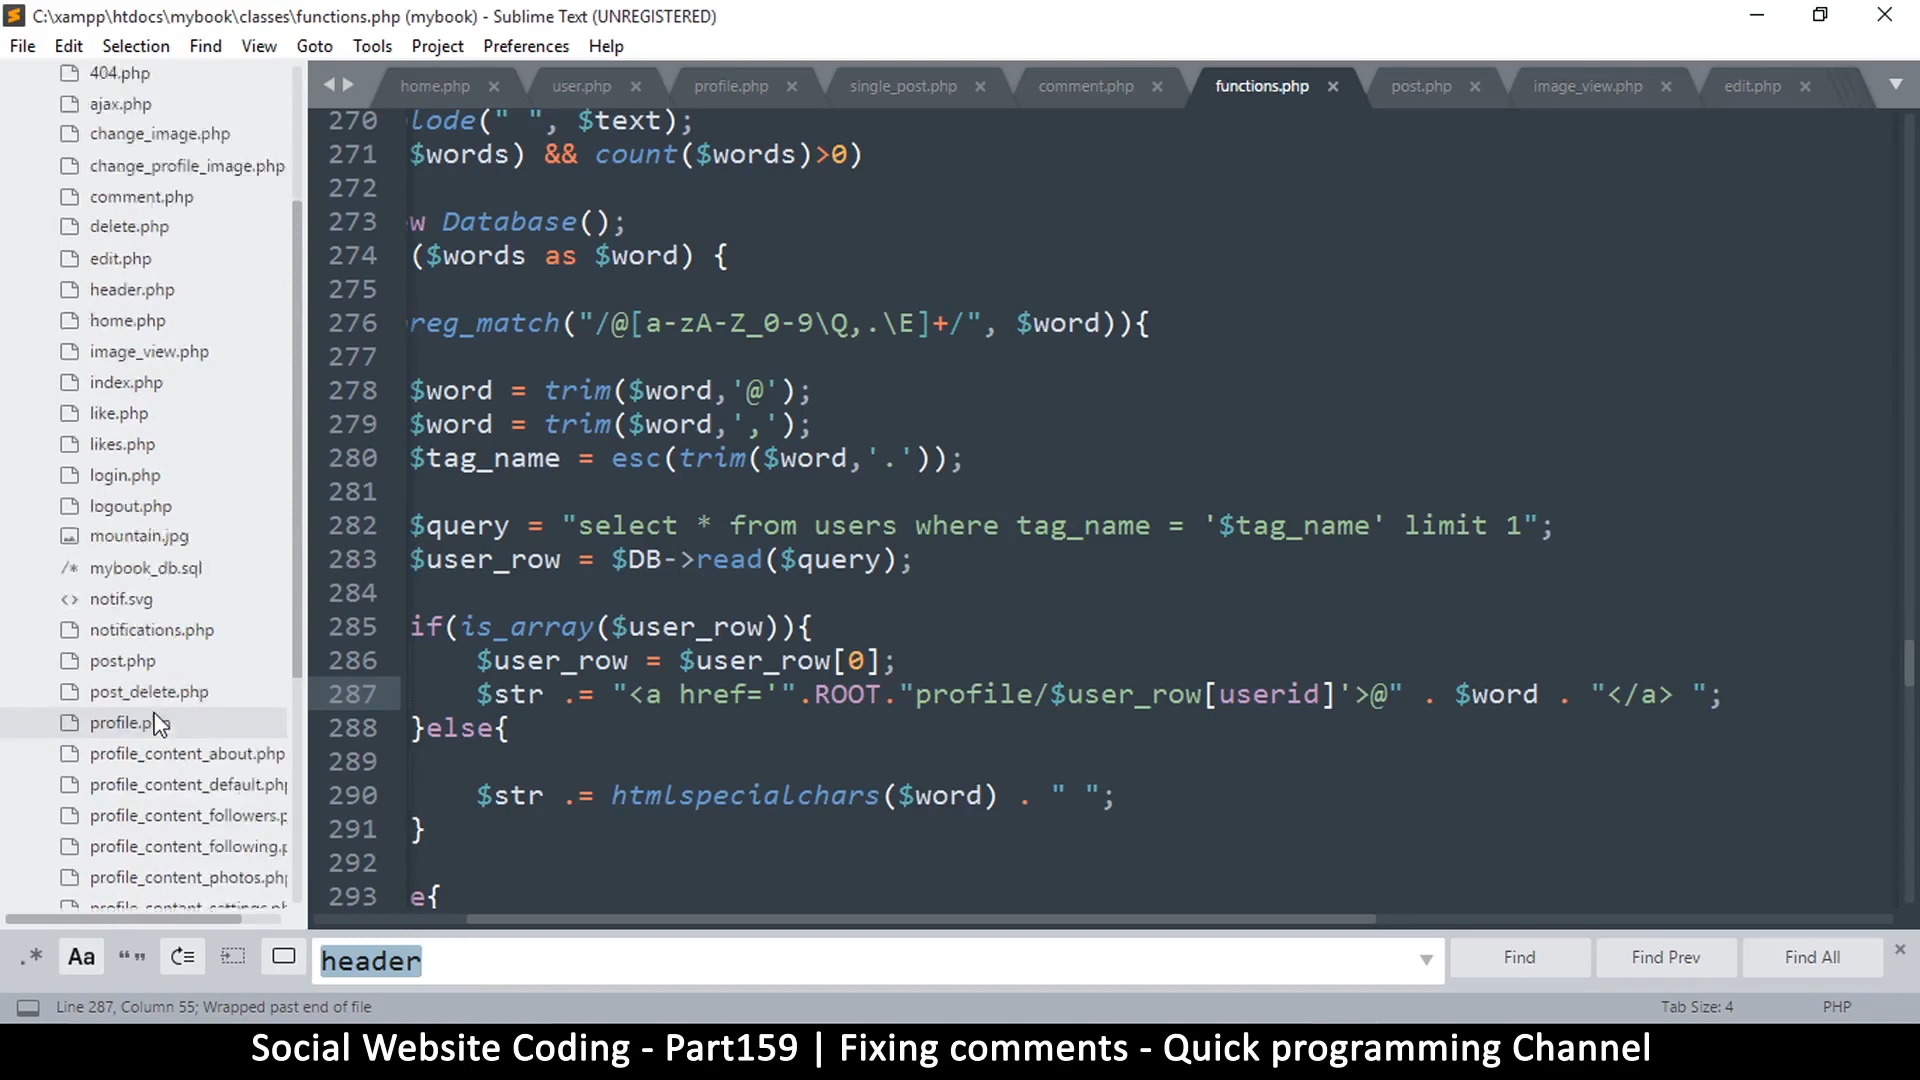 C:\xampp\htdocs\mybook\classes\functions.php (mybook) - Sublime Text (UNREGISTERED)
File Edit Selection Find View Goto Tools Project Preferences Help
404.php
ajax.php
change_image.php
change_profile_image.php
comment.php
delete.php
edit.php
header.php
home.php
image_view.php
index.php
like.php
likes.php
login.php
logout.php
mountain.jpg
/* mybook_db.sql
<> notif.svg
notifications.php
post.php
post_delete.php
profile.php
profile_content_about.php
profile_content_default.php
profile_content_followers.p
profile_content_following.p
profile_content_photos.php
home.php user.php profile.php single_post.php comment.php functions.php post.php image_view.php edit.php
270 lode(" ", $text);
271 $words) && count($words)>0)
272
273 w Database();
274 ($words as $word) {
275
276 reg_match("/@[a-zA-Z_0-9\Q,.\E]+/", $word)){
277
278 $word = trim($word,'@');
279 $word = trim($word,',');
280 $tag_name = esc(trim($word,'.'));
281
282 $query = "select * from users where tag_name = '$tag_name' limit 1";
283 $user_row = $DB->read($query);
284
285 if(is_array($user_row)){
286 $user_row = $user_row[0];
287 $str .= "<a href='".ROOT."profile/$user_row[userid]'>@" . $word . "</a> ";
288 }else{
289
290 $str .= htmlspecialchars($word) . " ";
291 }
292
293 e{
.* Aa “ ” header Find Find Prev Find All
Line 287, Column 55; Wrapped past end of file Tab Size: 4 PHP
Social Website Coding - Part159 | Fixing comments - Quick programming Channel